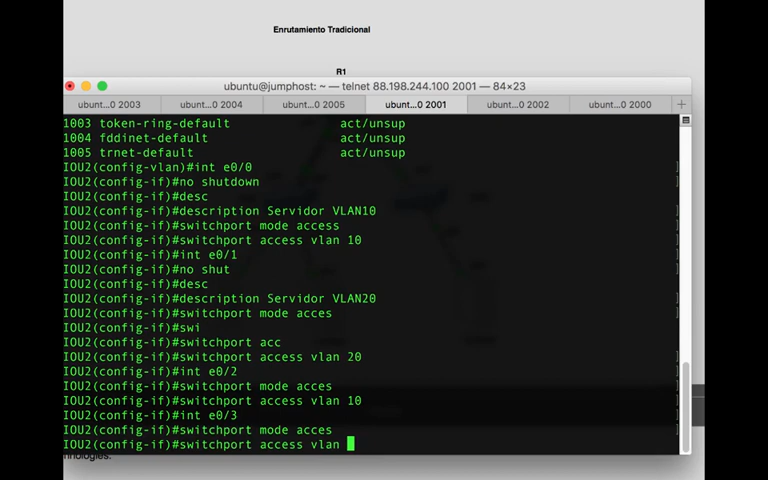 Enrutamiento Tradicional
R1
ubuntu@jumphost: ~ — telnet 88.198.244.100 2001 — 84×23
ubunt...0 2003 ubunt...0 2004 ubunt...0 2005 ubunt...0 2001 ubunt...0 2002 ubunt...0 2000 +
1003 token-ring-default act/unsup
1004 fddinet-default act/unsup
1005 trnet-default act/unsup
IOU2(config-vlan)#int e0/0
IOU2(config-if)#no shutdown
IOU2(config-if)#desc
IOU2(config-if)#description Servidor VLAN10
IOU2(config-if)#switchport mode access
IOU2(config-if)#switchport access vlan 10
IOU2(config-if)#int e0/1
IOU2(config-if)#no shut
IOU2(config-if)#desc
IOU2(config-if)#description Servidor VLAN20
IOU2(config-if)#switchport mode acces
IOU2(config-if)#swi
IOU2(config-if)#switchport acc
IOU2(config-if)#switchport access vlan 20
IOU2(config-if)#int e0/2
IOU2(config-if)#switchport mode acces
IOU2(config-if)#switchport access vlan 10
IOU2(config-if)#int e0/3
IOU2(config-if)#switchport mode acces
IOU2(config-if)#switchport access vlan